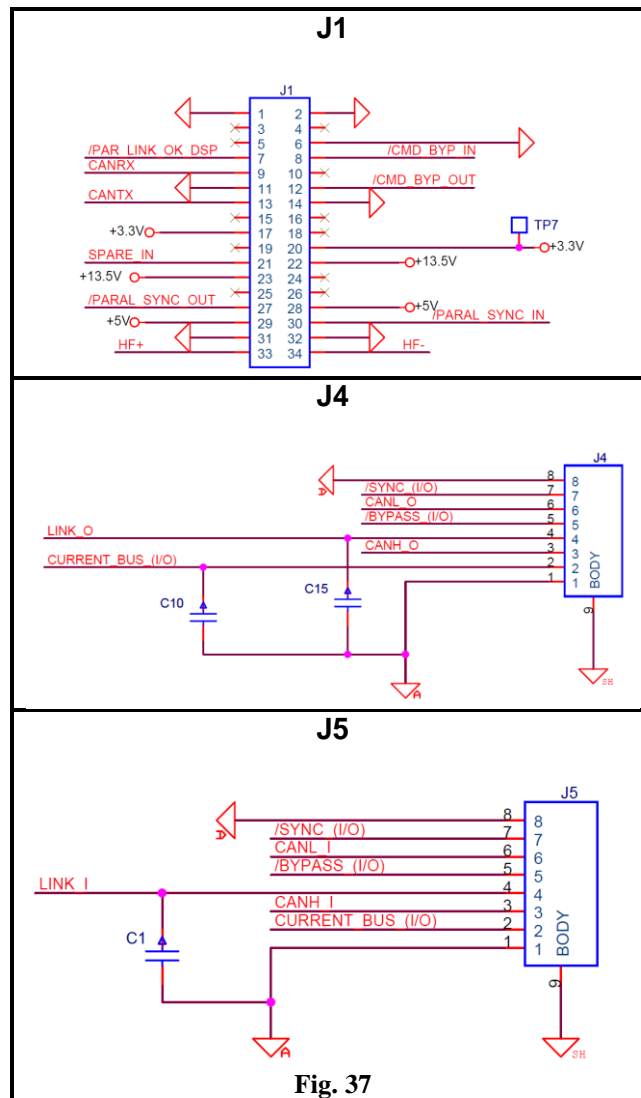 J1
J1
1 2
3 4
5 6
/PAR_LINK_OK_DSP 7 8 /CMD_BYP_IN
CANRX 9 10
11 12 /CMD_BYP_OUT
CANTX 13 14
15 16
+3.3V 17 18
TP7
19 20 +3.3V
SPARE_IN 21 22 +13.5V
+13.5V 23 24
25 26
/PARAL_SYNC_OUT 27 28 +5V
+5V 29 30 /PARAL_SYNC_IN
31 32
HF+ 33 34 HF-
J4
J4
A 8 8
/SYNC_(I/O) 7 7
CANL_O 6 6
/BYPASS_(I/O) 5 5
LINK_O 4 4
CANH_O 3 3
CURRENT_BUS_(I/O) 2 2
1 1
BODY
C10 C15
9
A
SH
J5
J5
A 8 8
/SYNC_(I/O) 7 7
CANL_I 6 6
/BYPASS_(I/O) 5 5
LINK_I 4 4
CANH_I 3 3
CURRENT_BUS_(I/O) 2 2
1 1
BODY
C1
9
A
SH
Fig. 37